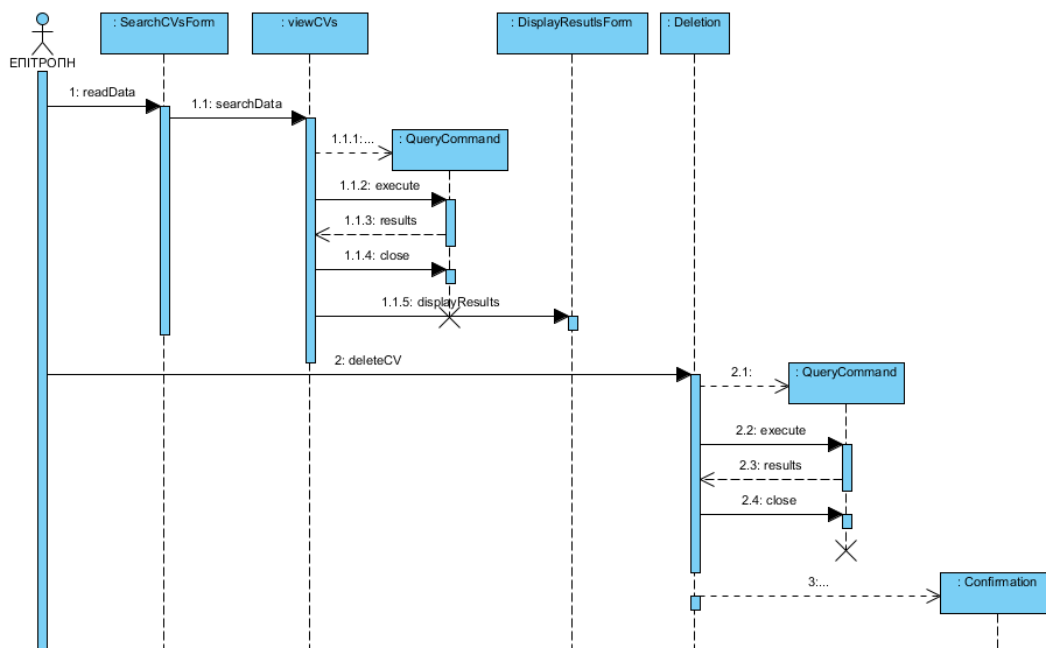 : SearchCVsForm
: viewCVs
: DisplayResutlsForm
: Deletion
ΕΠΙΤΡΟΠΗ
1: readData
1.1: searchData
1.1.1:...
: QueryCommand
1.1.2: execute
1.1.3: results
1.1.4: close
1.1.5: displayResults
2: deleteCV
2.1:
: QueryCommand
2.2: execute
2.3: results
2.4: close
3:...
: Confirmation